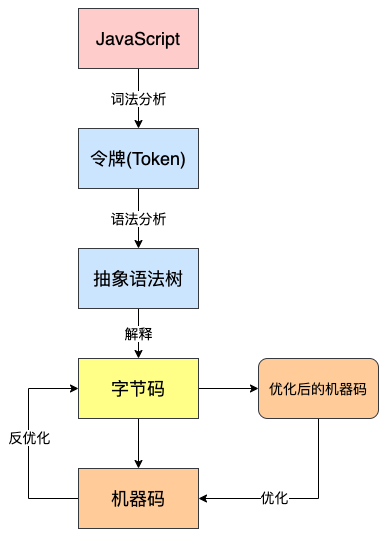 JavaScript
词法分析
令牌(Token)
语法分析
抽象语法树
解释
字节码
优化后的机器码
反优化
机器码
优化